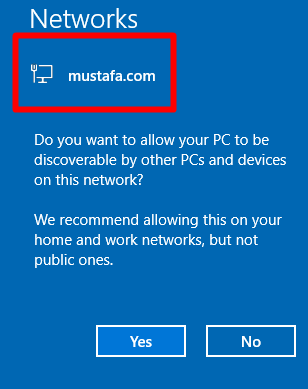 Networks
mustafa.com
Do you want to allow your PC to be
discoverable by other PCs and devices
on this network?
We recommend allowing this on your
home and work networks, but not
public ones.
Yes
No